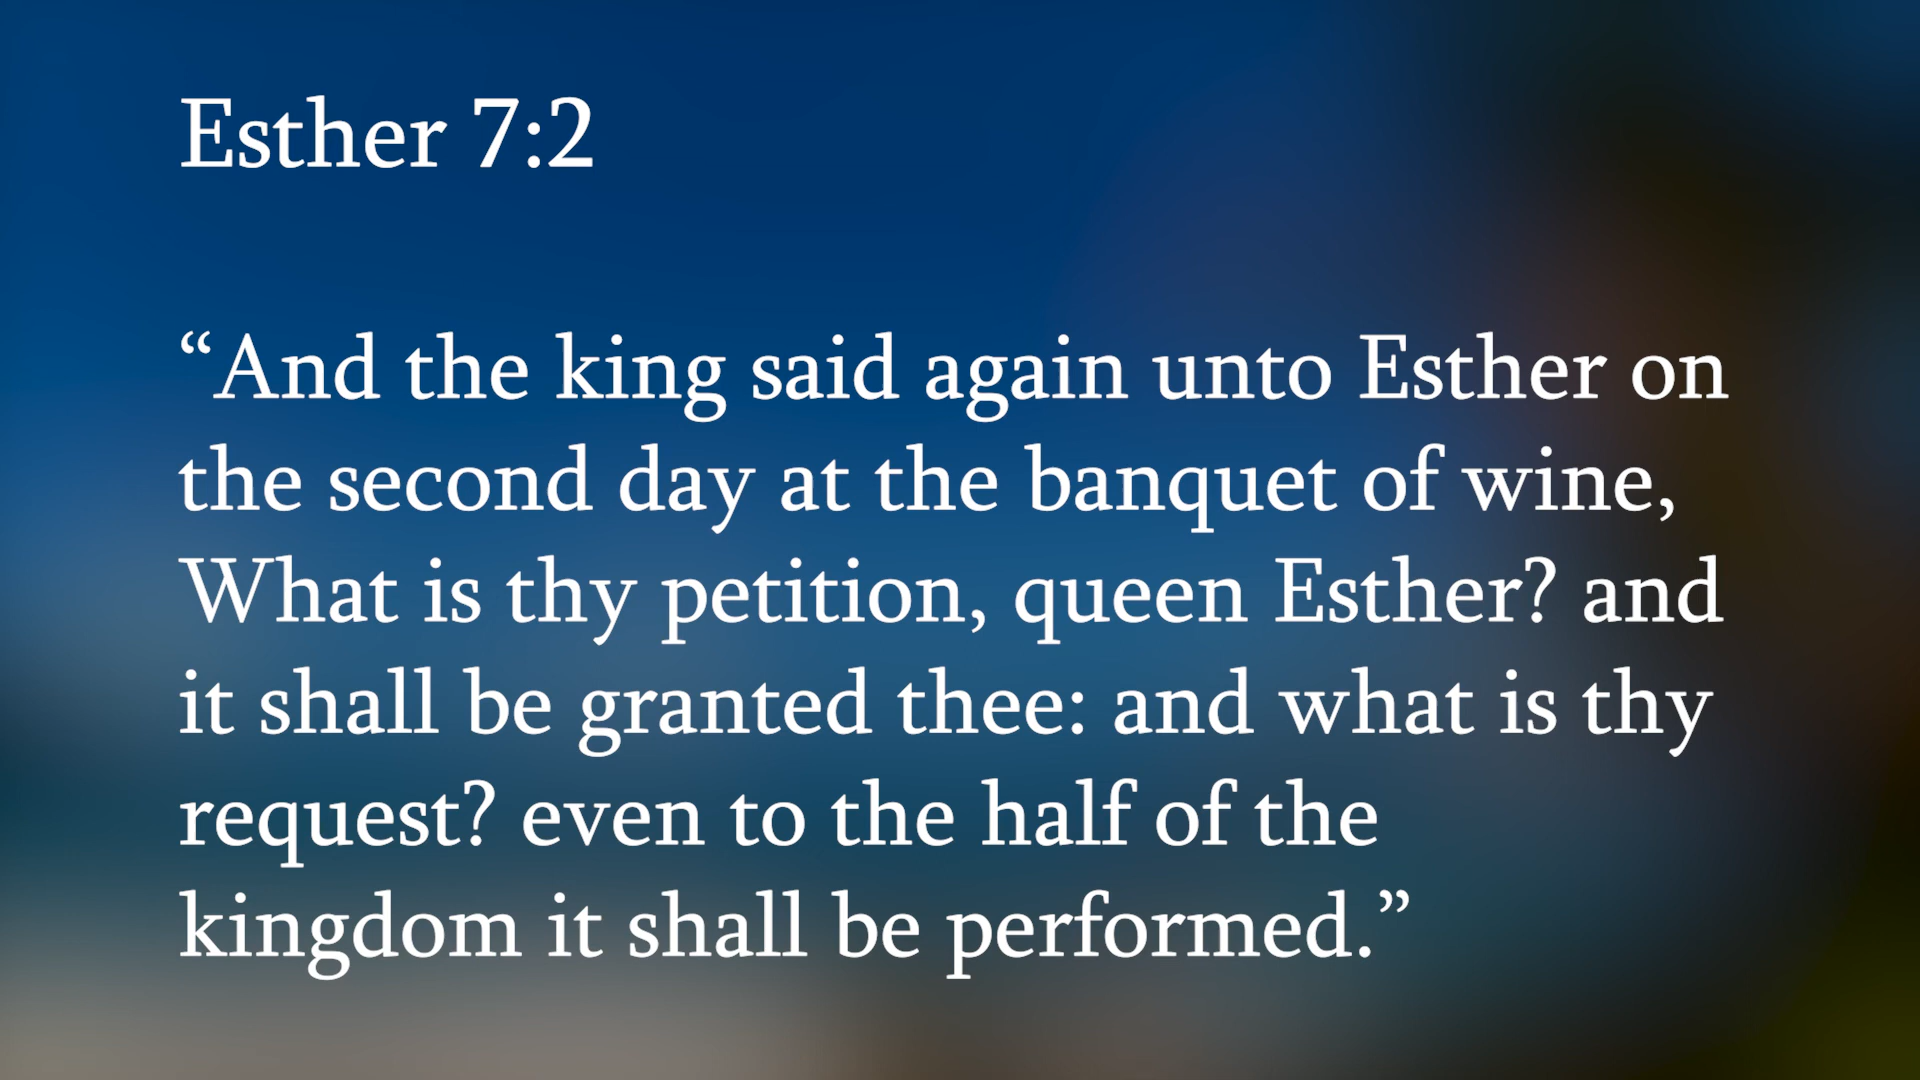 Esther 7:2
“And the king said again unto Esther on
the second day at the banquet of wine,
What is thy petition, queen Esther? and
it shall be granted thee: and what is thy
request? even to the half of the
kingdom it shall be performed.”